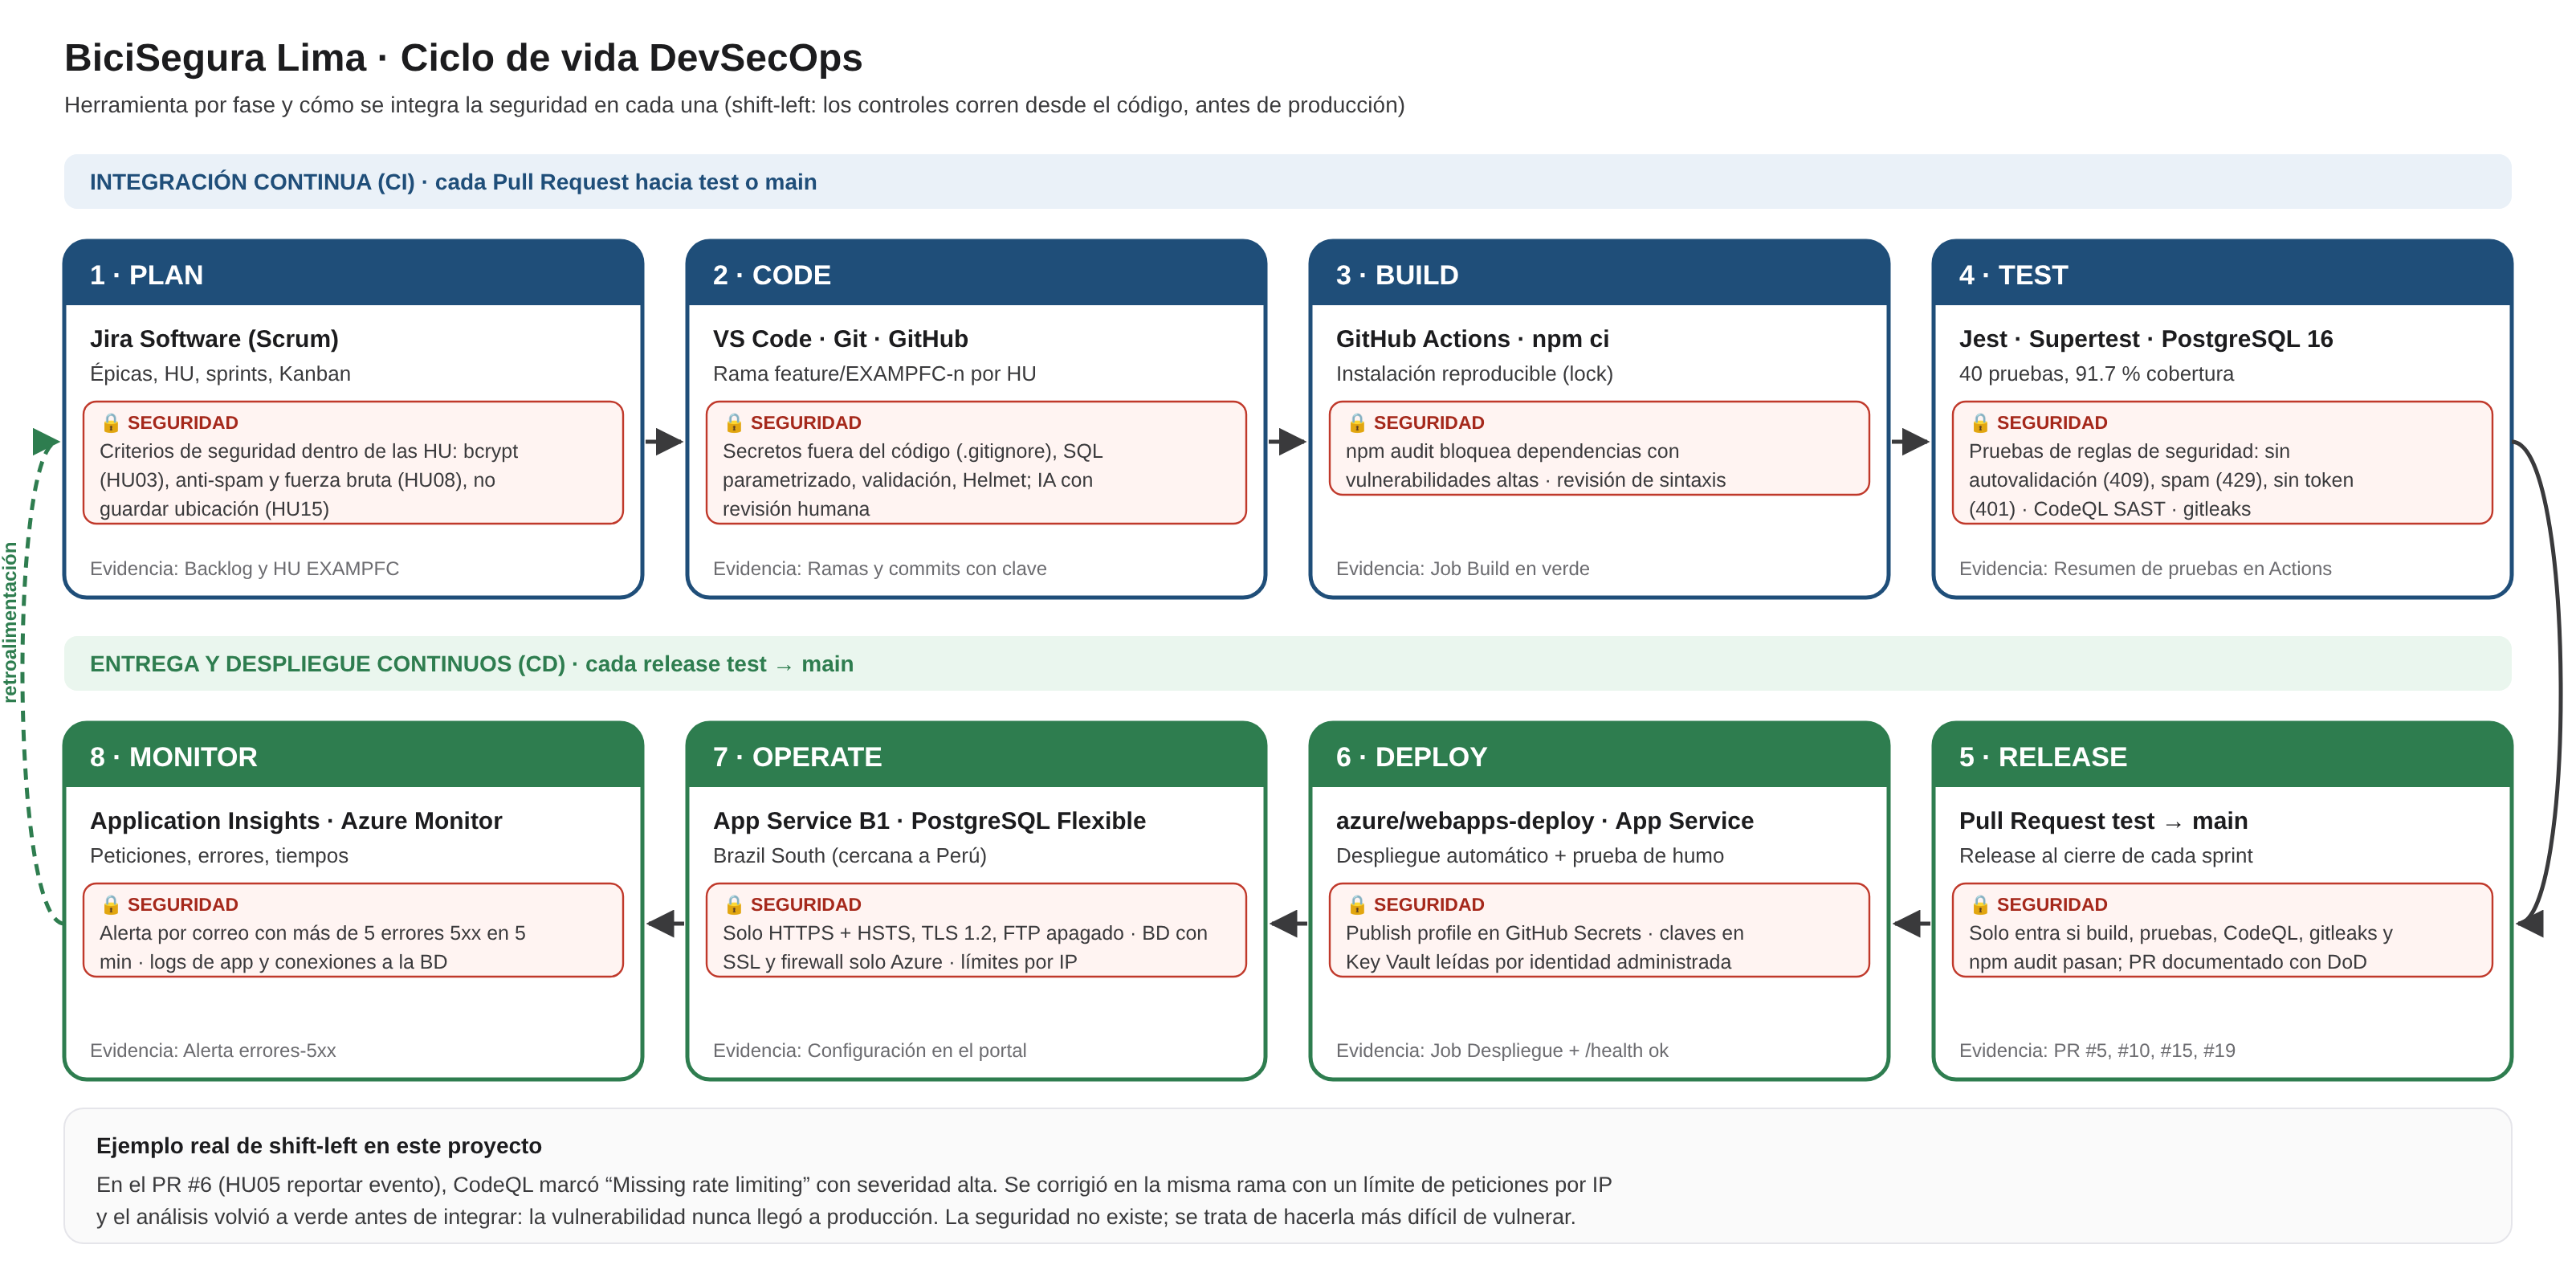 BiciSegura Lima · Ciclo de vida DevSecOps
Herramienta por fase y cómo se integra la seguridad en cada una (shift-left: los controles corren desde el código, antes de producción)
INTEGRACIÓN CONTINUA (CI) · cada Pull Request hacia test o main
1 · PLAN
Jira Software (Scrum)
Épicas, HU, sprints, Kanban
🔒 SEGURIDAD
Criterios de seguridad dentro de las HU: bcrypt
(HU03), anti-spam y fuerza bruta (HU08), no
guardar ubicación (HU15)
Evidencia: Backlog y HU EXAMPFC
2 · CODE
VS Code · Git · GitHub
Rama feature/EXAMPFC-n por HU
🔒 SEGURIDAD
Secretos fuera del código (.gitignore), SQL
parametrizado, validación, Helmet; IA con
revisión humana
Evidencia: Ramas y commits con clave
3 · BUILD
GitHub Actions · npm ci
Instalación reproducible (lock)
🔒 SEGURIDAD
npm audit bloquea dependencias con
vulnerabilidades altas · revisión de sintaxis
Evidencia: Job Build en verde
4 · TEST
Jest · Supertest · PostgreSQL 16
40 pruebas, 91.7 % cobertura
🔒 SEGURIDAD
Pruebas de reglas de seguridad: sin
autovalidación (409), spam (429), sin token
(401) · CodeQL SAST · gitleaks
Evidencia: Resumen de pruebas en Actions
retroalimentación
ENTREGA Y DESPLIEGUE CONTINUOS (CD) · cada release test → main
8 · MONITOR
Application Insights · Azure Monitor
Peticiones, errores, tiempos
🔒 SEGURIDAD
Alerta por correo con más de 5 errores 5xx en 5
min · logs de app y conexiones a la BD
Evidencia: Alerta errores-5xx
7 · OPERATE
App Service B1 · PostgreSQL Flexible
Brazil South (cercana a Perú)
🔒 SEGURIDAD
Solo HTTPS + HSTS, TLS 1.2, FTP apagado · BD con
SSL y firewall solo Azure · límites por IP
Evidencia: Configuración en el portal
6 · DEPLOY
azure/webapps-deploy · App Service
Despliegue automático + prueba de humo
🔒 SEGURIDAD
Publish profile en GitHub Secrets · claves en
Key Vault leídas por identidad administrada
Evidencia: Job Despliegue + /health ok
5 · RELEASE
Pull Request test → main
Release al cierre de cada sprint
🔒 SEGURIDAD
Solo entra si build, pruebas, CodeQL, gitleaks y
npm audit pasan; PR documentado con DoD
Evidencia: PR #5, #10, #15, #19
Ejemplo real de shift-left en este proyecto
En el PR #6 (HU05 reportar evento), CodeQL marcó “Missing rate limiting” con severidad alta. Se corrigió en la misma rama con un límite de peticiones por IP
y el análisis volvió a verde antes de integrar: la vulnerabilidad nunca llegó a producción. La seguridad no existe; se trata de hacerla más difícil de vulnerar.